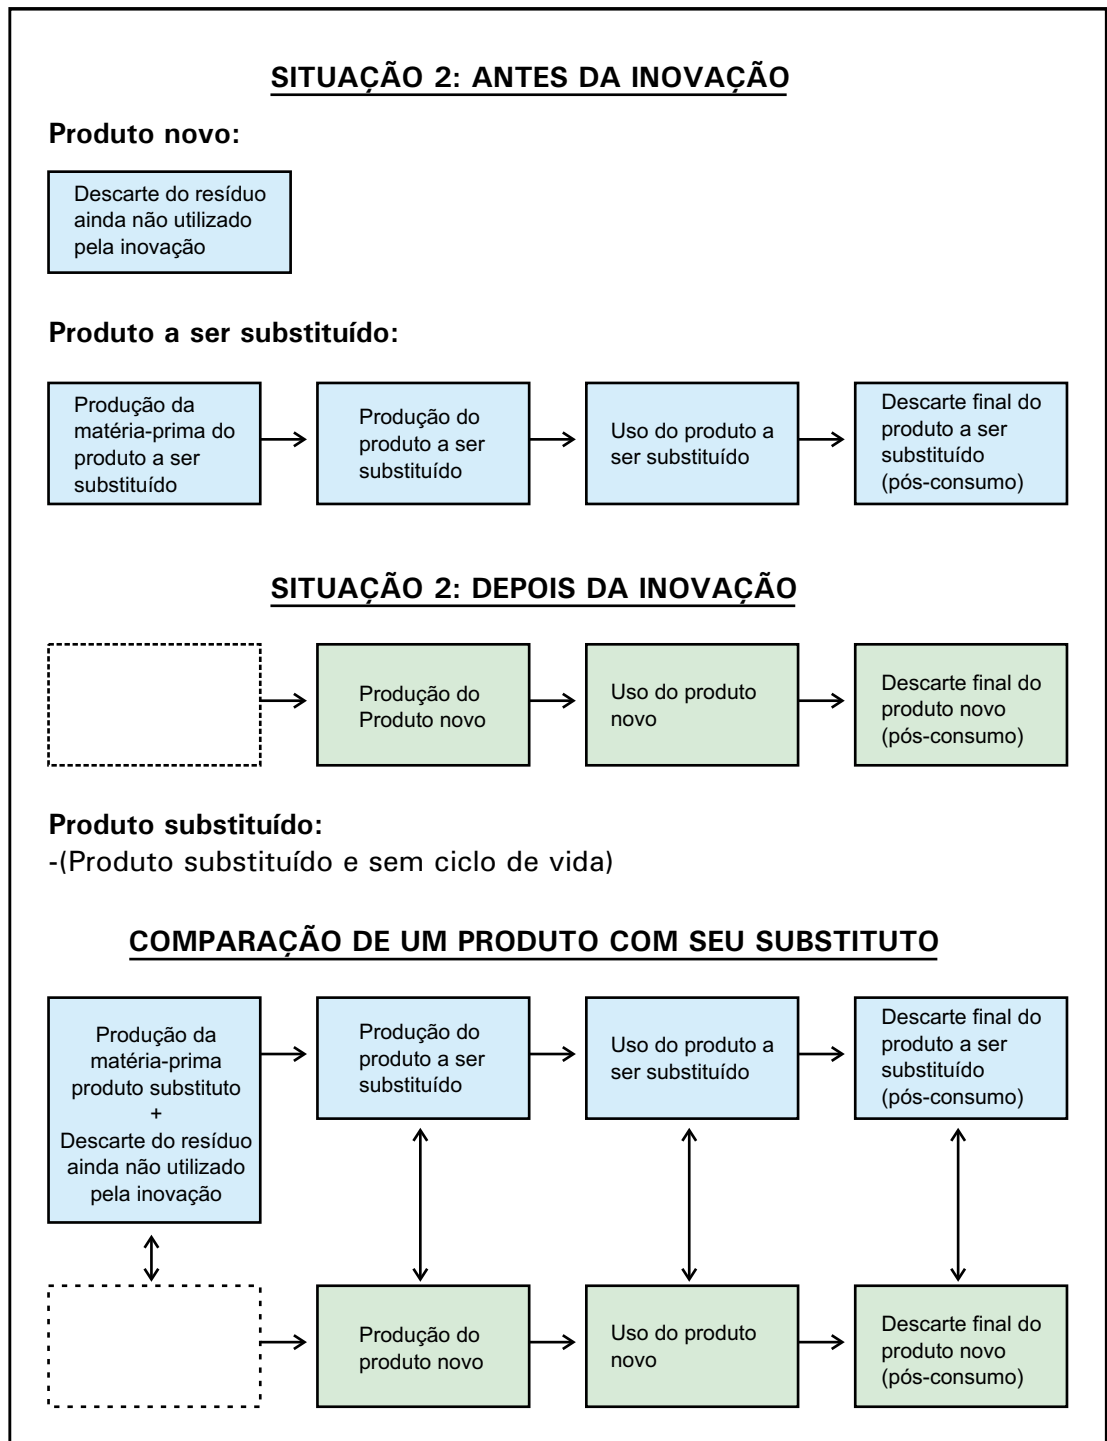 SITUAÇÃO 2: ANTES DA INOVAÇÃO
Produto novo:
Descarte do resíduo
ainda não utilizado
pela inovação
Produto a ser substituído:
Produção da
matéria-prima do
produto a ser
substituído
Produção do
produto a ser
substituído
Uso do produto a
ser substituído
Descarte final do
produto a ser
substituído
(pós-consumo)
SITUAÇÃO 2: DEPOIS DA INOVAÇÃO
Produção do
Produto novo
Uso do produto
novo
Descarte final do
produto novo
(pós-consumo)
Produto substituído:
-(Produto substituído e sem ciclo de vida)
COMPARAÇÃO DE UM PRODUTO COM SEU SUBSTITUTO
Produção da
matéria-prima
produto substituto
+
Descarte do resíduo
ainda não utilizado
pela inovação
Produção do
produto a ser
substituído
Uso do produto a
ser substituído
Descarte final do
produto a ser
substituído
(pós-consumo)
Produção do
produto novo
Uso do produto
novo
Descarte final do
produto novo
(pós-consumo)